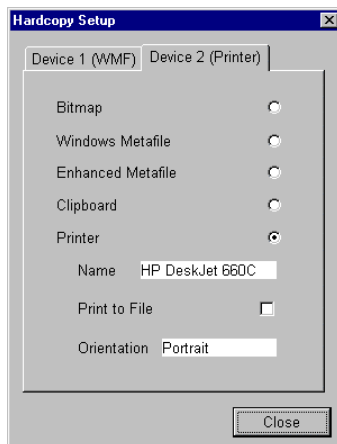 Hardcopy Setup
Device 1 (WMF) Device 2 (Printer)
Bitmap
Windows Metafile
Enhanced Metafile
Clipboard
Printer
Name HP DeskJet 660C
Print to File
Orientation Portrait
Close